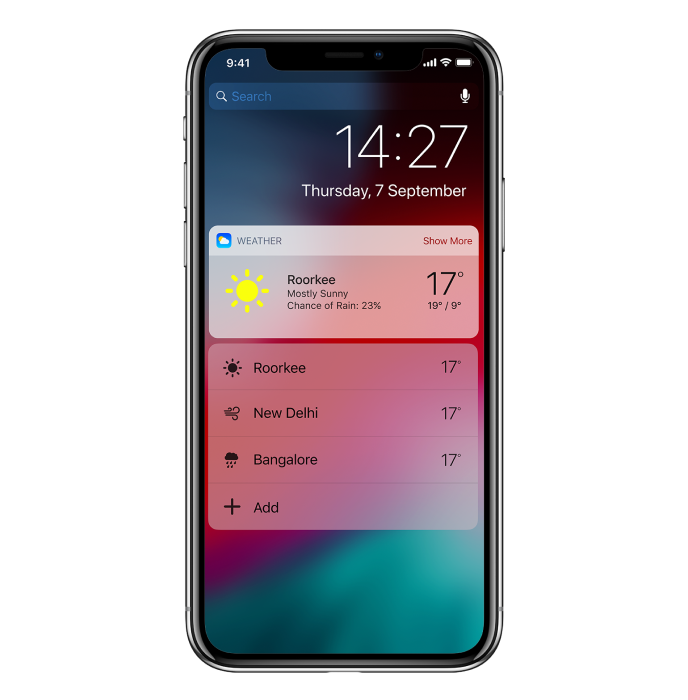 9:41
Search
14:27
Thursday, 7 September
WEATHER Show More
Roorkee 17°
Mostly Sunny
Chance of Rain: 23% 19° / 9°
Roorkee 17°
New Delhi 17°
Bangalore 17°
Add